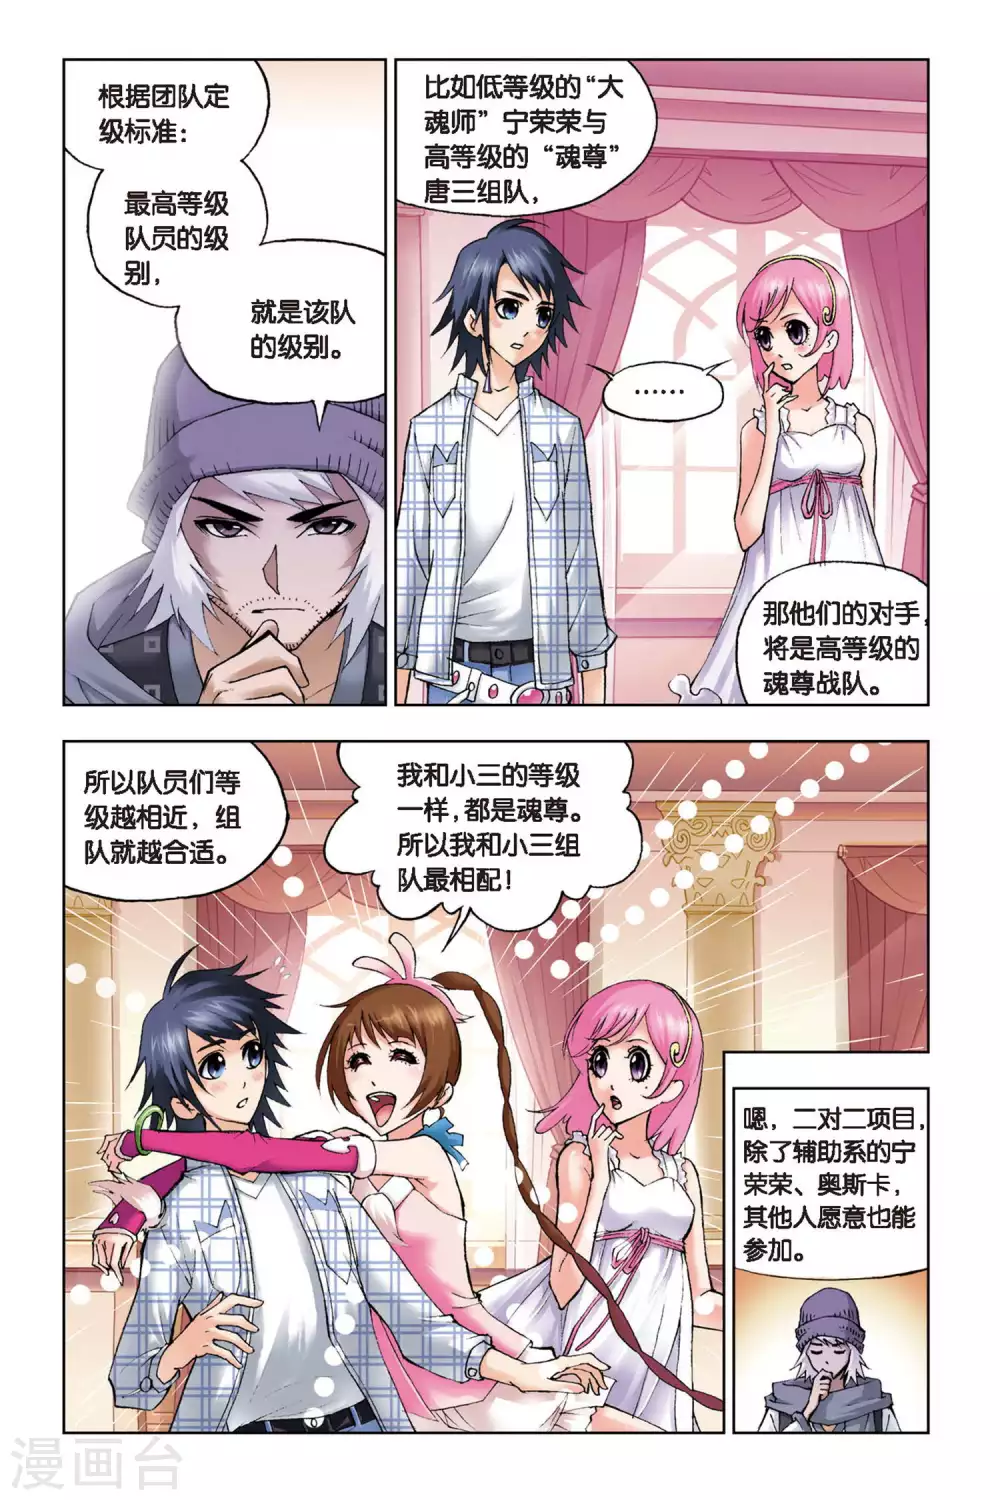 根据团队定
级标准：
最高等级
队员的级
别，
就是该队
的级别。
比如低等级的“大
魂师”宁荣荣与
高等级的“魂尊”
唐三组队，
……
那他们的对手，
将是高等级的
魂尊战队。
所以队员们等
级越相近，组
队就越合适。
我和小三的等级
一样，都是魂尊。
所以我和小三组
队最相配！
嗯，二对二项目，
除了辅助系的宁
荣荣、奥斯卡，
其他人愿意也能
参加。
漫画台